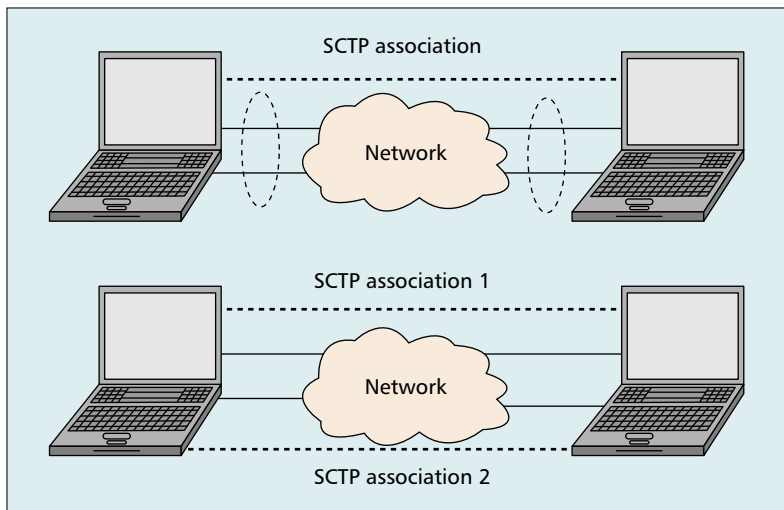 SCTP association
Network
SCTP association 1
Network
SCTP association 2